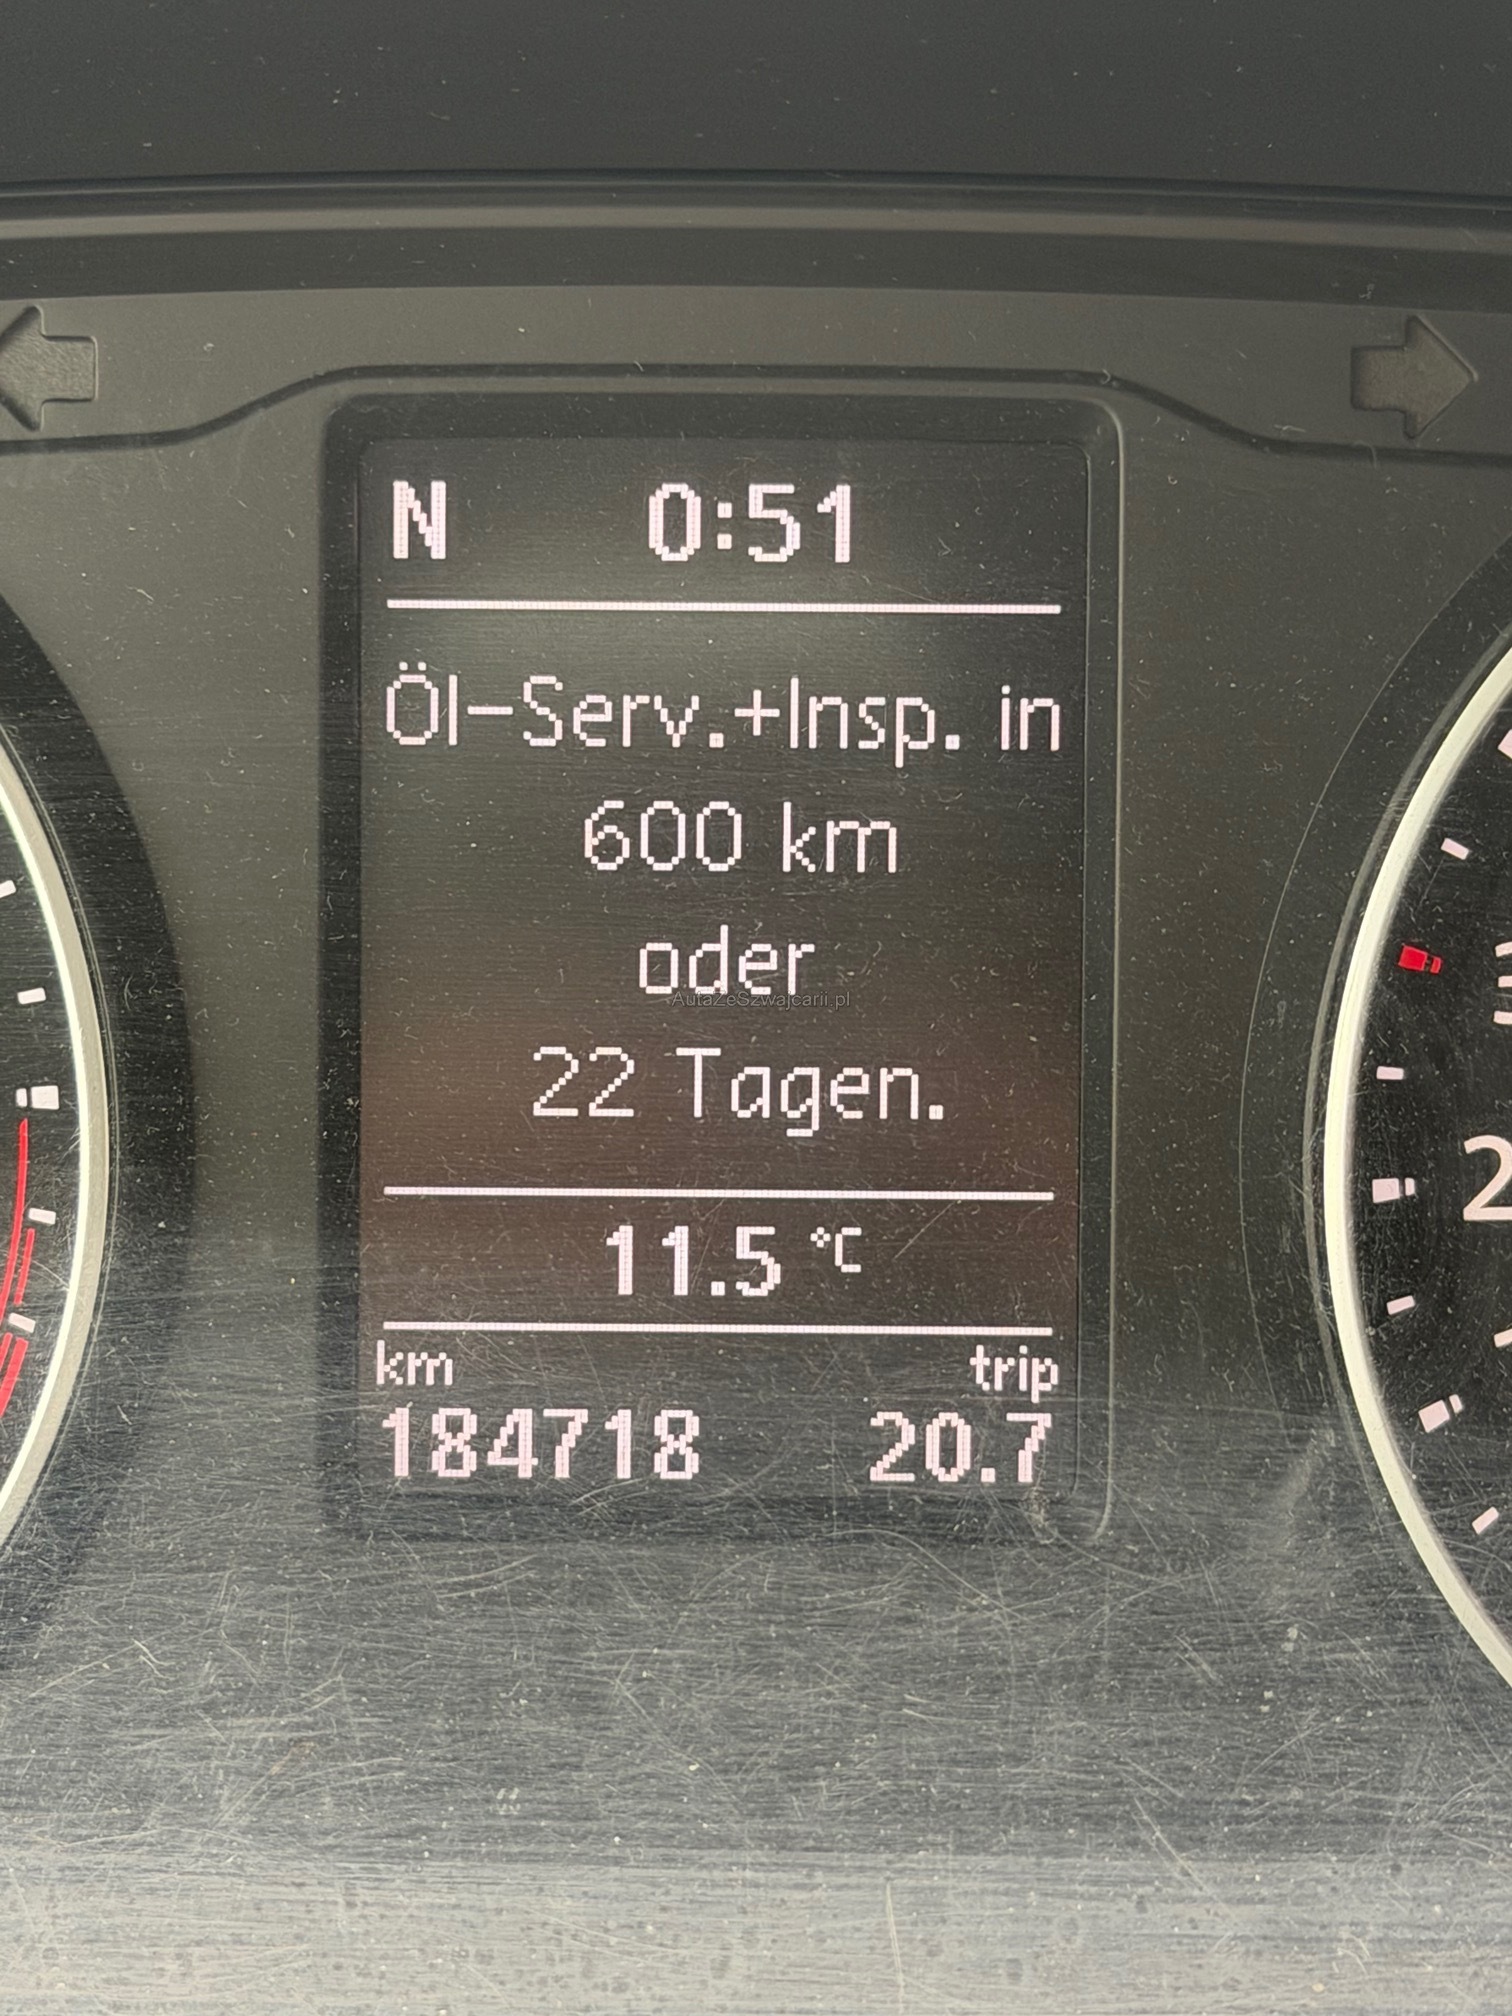 N 0:51
Öl-Serv.+Insp. in
600 km
oder
AutaZeSzwajcarii.pl
22 Tagen.
11.5 °C
km trip
184718 20.7
2